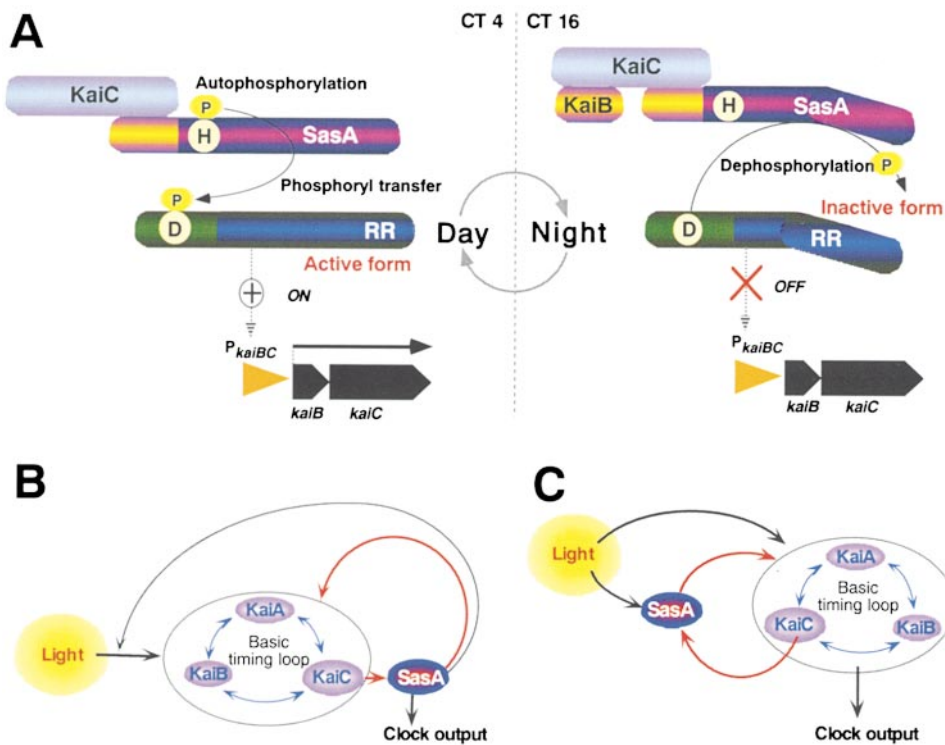 A
CT 4
CT 16
KaiC
Autophosphorylation
P
H
SasA
Phosphoryl transfer
P
D
RR
Active form
ON
PkaiBC
kaiB
kaiC
Day
Night
KaiC
KaiB
H
SasA
Dephosphorylation
P
Inactive form
D
RR
OFF
PkaiBC
kaiB
kaiC
B
Light
KaiA
Basic
timing loop
KaiB
KaiC
SasA
Clock output
C
Light
SasA
KaiA
Basic
timing loop
KaiC
KaiB
Clock output